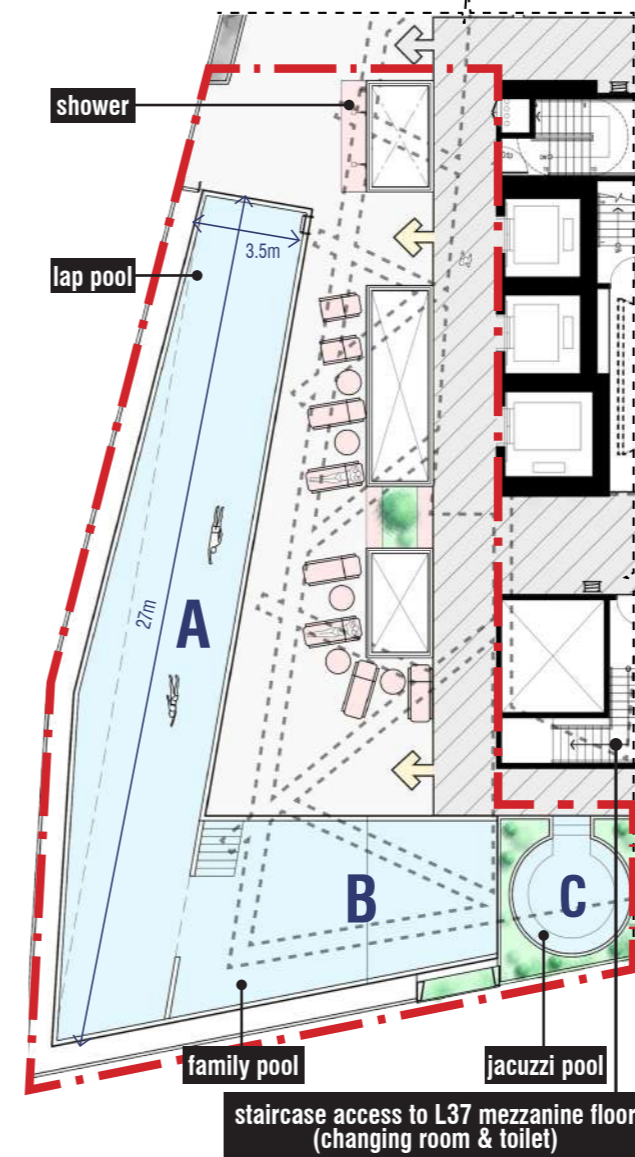 shower
3.5m
lap pool
27m
A
B
C
family pool
jacuzzi pool
staircase access to L37 mezzanine floor
(changing room & toilet)